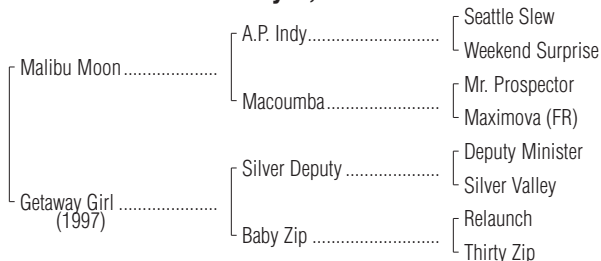 Seattle Slew
A.P. Indy
Weekend Surprise
Malibu Moon
Mr. Prospector
Macoumba
Maximova (FR)
Deputy Minister
Silver Deputy
Silver Valley
Getaway Girl
(1997)
Relaunch
Baby Zip
Thirty Zip